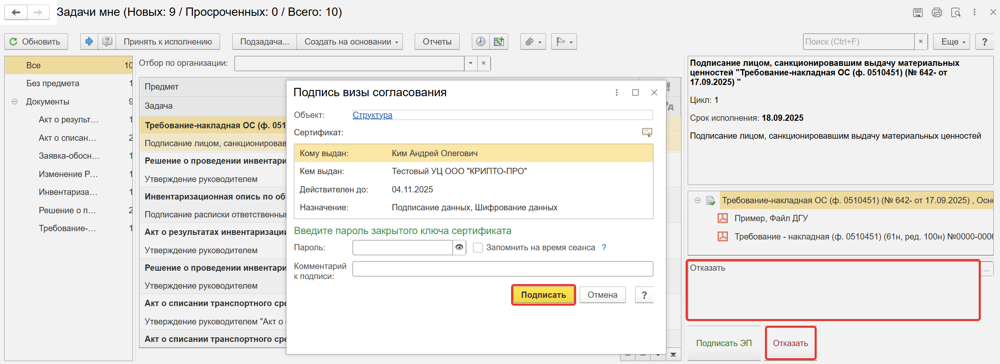 Задачи мне (Новых: 9 / Просроченных: 0 / Всего: 10)
Обновить
Принять к исполнению
Подзадача...
Создать на основании
Отчеты
Поиск (Ctrl+F)
×
Еще
?
Все 10
Без предмета 1
Документы 9
Акт о результ... 1
Акт о списан... 2
Заявка-обосн... 1
Изменение Р... 1
Инвентариза... 1
Решение о п... 2
Требование-... 1
Отбор по организации:
×
Предмет
Задача
Требование-накладная ОС (ф. 051
Подписание лицом, санкционировав
Решение о проведении инвентари
Утверждение руководителем
Инвентаризационная опись по об
Подписание расписки ответственны
Акт о результатах инвентаризации
Утверждение руководителем
Решение о проведении инвентари
Утверждение руководителем
Акт о списании транспортного сре
Утверждение руководителем "Акт о
Акт о списании транспортного сре
Подпись визы согласования
Объект: Структура
Сертификат:
Кому выдан: Ким Андрей Олегович
Кем выдан: Тестовый УЦ ООО "КРИПТО-ПРО"
Действителен до: 04.11.2025
Назначение: Подписание данных, Шифрование данных
Введите пароль закрытого ключа сертификата
Пароль:
Запомнить на время сеанса ?
Комментарий
к подписи:
Подписать
Отмена
?
Подписание лицом, санкционировавшим выдачу материальных
ценностей "Требование-накладная ОС (ф. 0510451) (№ 642- от
17.09.2025) "
Цикл: 1
Срок исполнения: 18.09.2025
Подписание лицом, санкционировавшим выдачу материальных ценностей
Требование-накладная ОС (ф. 0510451) (№ 642- от 17.09.2025) , Осно
Пример, Файл ДГУ
Требование - накладная (ф. 0510451) (61н, ред. 100н) №0000-0006
Отказать
...
Подписать ЭП
Отказать